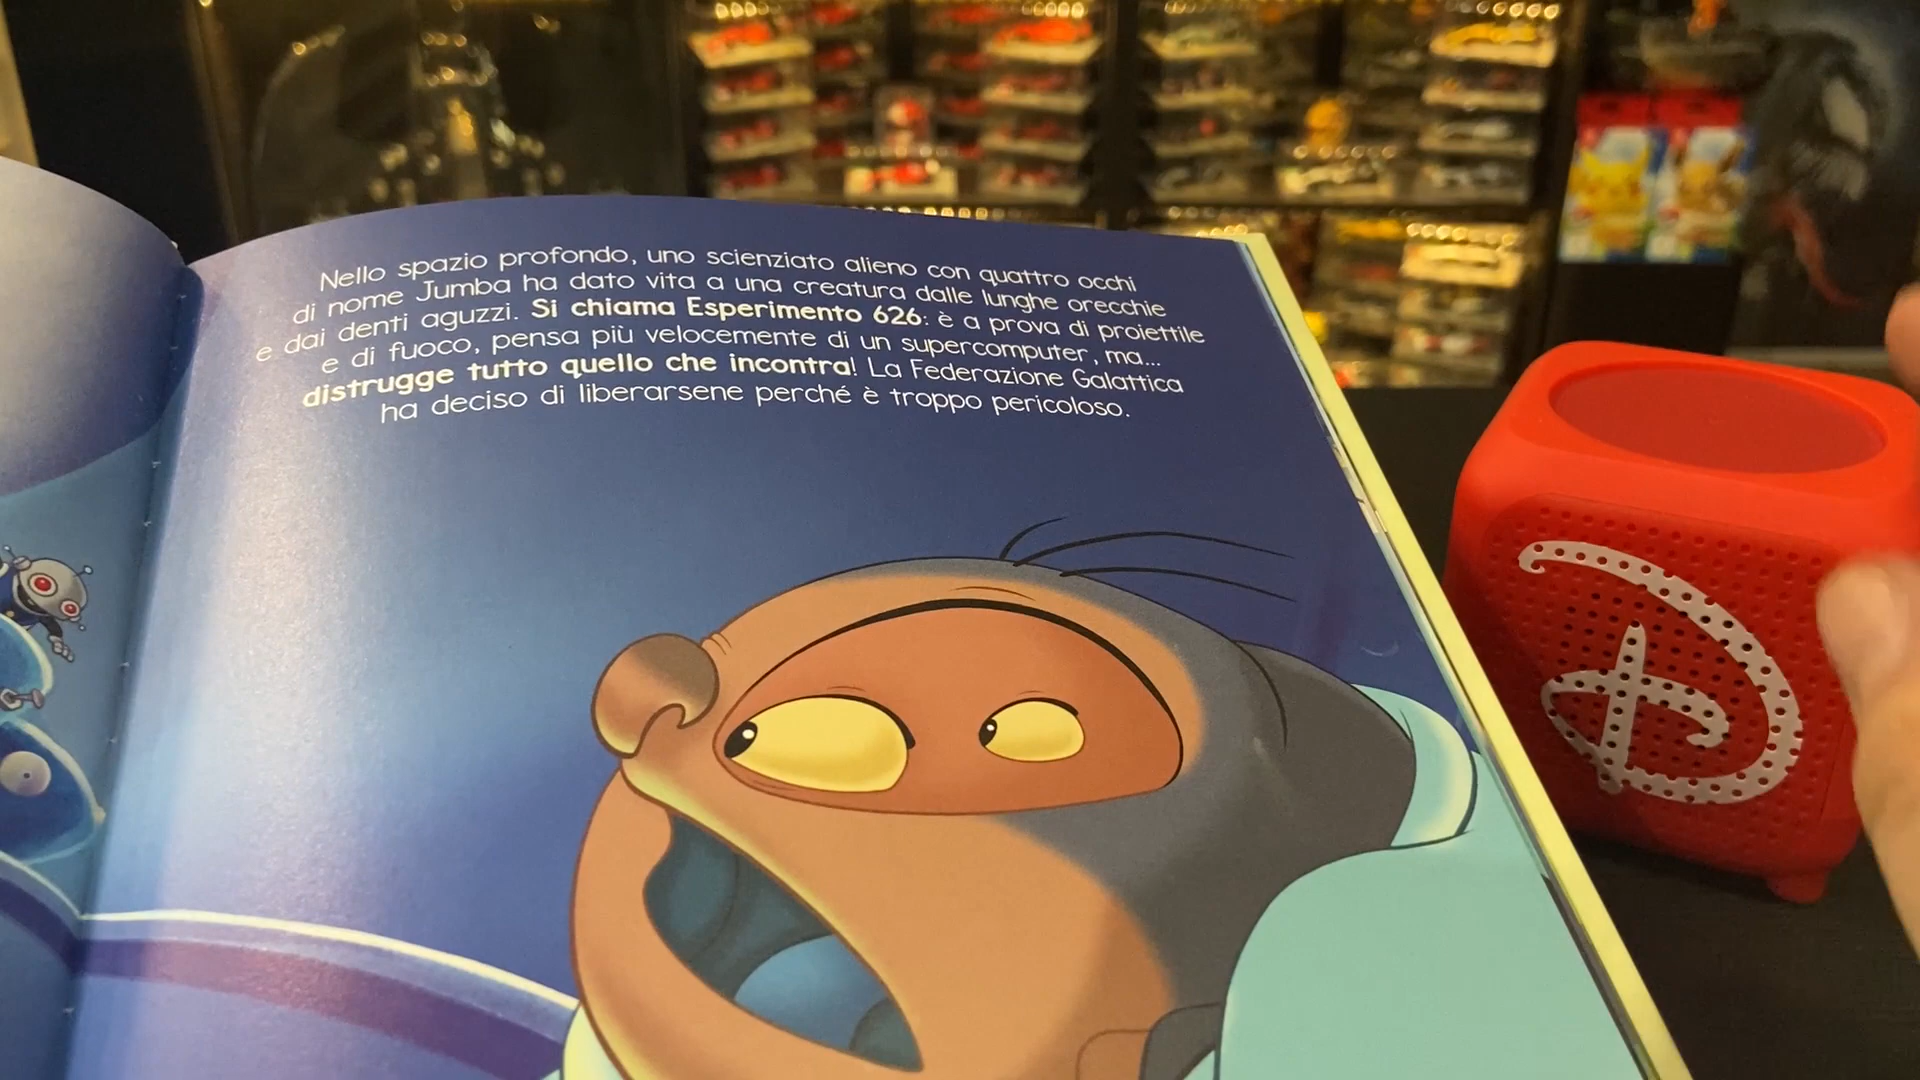 Nello spazio profondo, uno scienziato alieno con quattro occhi
di nome Jumba ha dato vita a una creatura dalle lunghe orecchie
e dai denti aguzzi. Si chiama Esperimento 626: è a prova di proiettile
e di fuoco, pensa più velocemente di un supercomputer, ma...
distrugge tutto quello che incontra! La Federazione Galattica
ha deciso di liberarsene perché è troppo pericoloso.
D